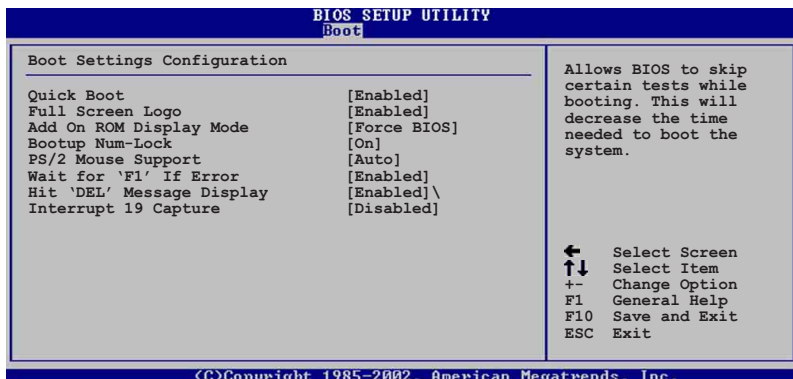 BIOS SETUP UTILITY
Boot
Boot Settings Configuration
Quick Boot [Enabled]
Full Screen Logo [Enabled]
Add On ROM Display Mode [Force BIOS]
Bootup Num-Lock [On]
PS/2 Mouse Support [Auto]
Wait for ‘F1’ If Error [Enabled]
Hit ‘DEL’ Message Display [Enabled]\
Interrupt 19 Capture [Disabled]
Allows BIOS to skip
certain tests while
booting. This will
decrease the time
needed to boot the
system.
← Select Screen
↑↓ Select Item
+- Change Option
F1 General Help
F10 Save and Exit
ESC Exit
(C)Copyright 1985-2002, American Megatrends, Inc.